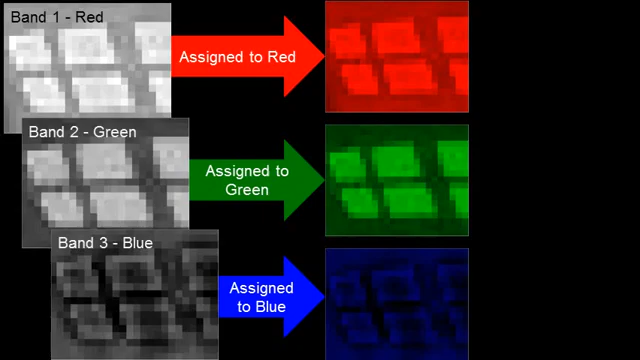 Band 1 - Red
Assigned to Red
Band 2 - Green
Assigned to
Green
Band 3 - Blue
Assigned
to Blue